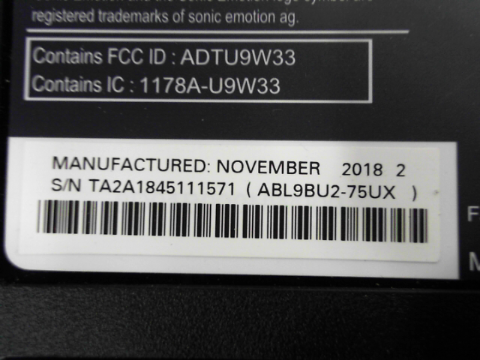 registered trademarks of sonic emotion ag.
Contains FCC ID : ADTU9W33
Contains IC : 1178A-U9W33
MANUFACTURED: NOVEMBER 2018 2
S/N TA2A1845111571 ( ABL9BU2-75UX )
F
M